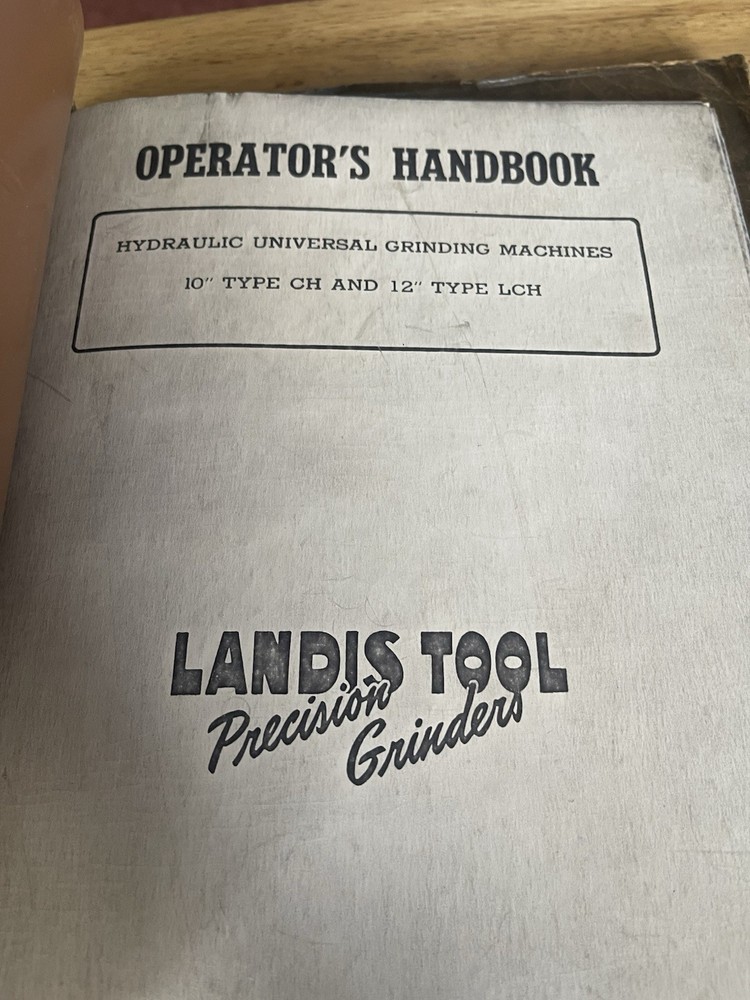 OPERATOR'S HANDBOOK
HYDRAULIC UNIVERSAL GRINDING MACHINES
10" TYPE CH AND 12" TYPE LCH
LANDIS TOOL
Precision
Grinders